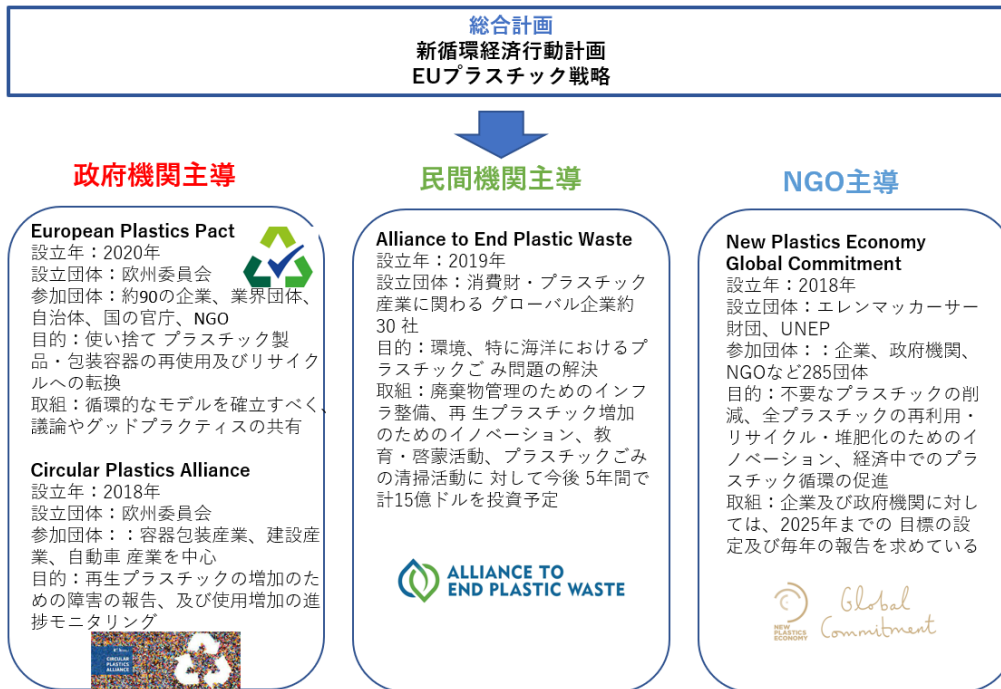 総合計画
新循環経済行動計画
EUプラスチック戦略
政府機関主導
European Plastics Pact
設立年：2020年
設立団体：欧州委員会
参加団体：約90の企業、業界団体、
自治体、国の官庁、NGO
目的：使い捨て プラスチック製
品・包装容器の再使用及びリサイク
ルへの転換
取組：循環的なモデルを確立すべく、
議論やグッドプラクティスの共有
Circular Plastics Alliance
設立年：2018年
設立団体：欧州委員会
参加団体：：容器包装産業、建設産
業、自動車 産業を中心
目的：再生プラスチックの増加のた
めの障害の報告、及び使用増加の進
捗モニタリング
CIRCULAR
PLASTICS
ALLIANCE
民間機関主導
Alliance to End Plastic Waste
設立年：2019年
設立団体：消費財・プラスチック
産業に関わる グローバル企業約
30 社
目的：環境、特に海洋におけるプ
ラスチックご み問題の解決
取組：廃棄物管理のためのインフ
ラ整備、再 生プラスチック増加
のためのイノベーション、教
育・啓蒙活動、プラスチックごみ
の清掃活動に 対して今後 5年間で
計15億ドルを投資予定
ALLIANCE TO
END PLASTIC WASTE
NGO主導
New Plastics Economy
Global Commitment
設立年：2018年
設立団体：エレンマッカーサー
財団、UNEP
参加団体：：企業、政府機関、
NGOなど285団体
目的：不要なプラスチックの削
減、全プラスチックの再利用・
リサイクル・堆肥化のためのイ
ノベーション、経済中でのプラ
スチック循環の促進
取組：企業及び政府機関に対し
ては、2025年までの 目標の設
定及び毎年の報告を求めている
NEW
PLASTICS
ECONOMY
Global
Commitment